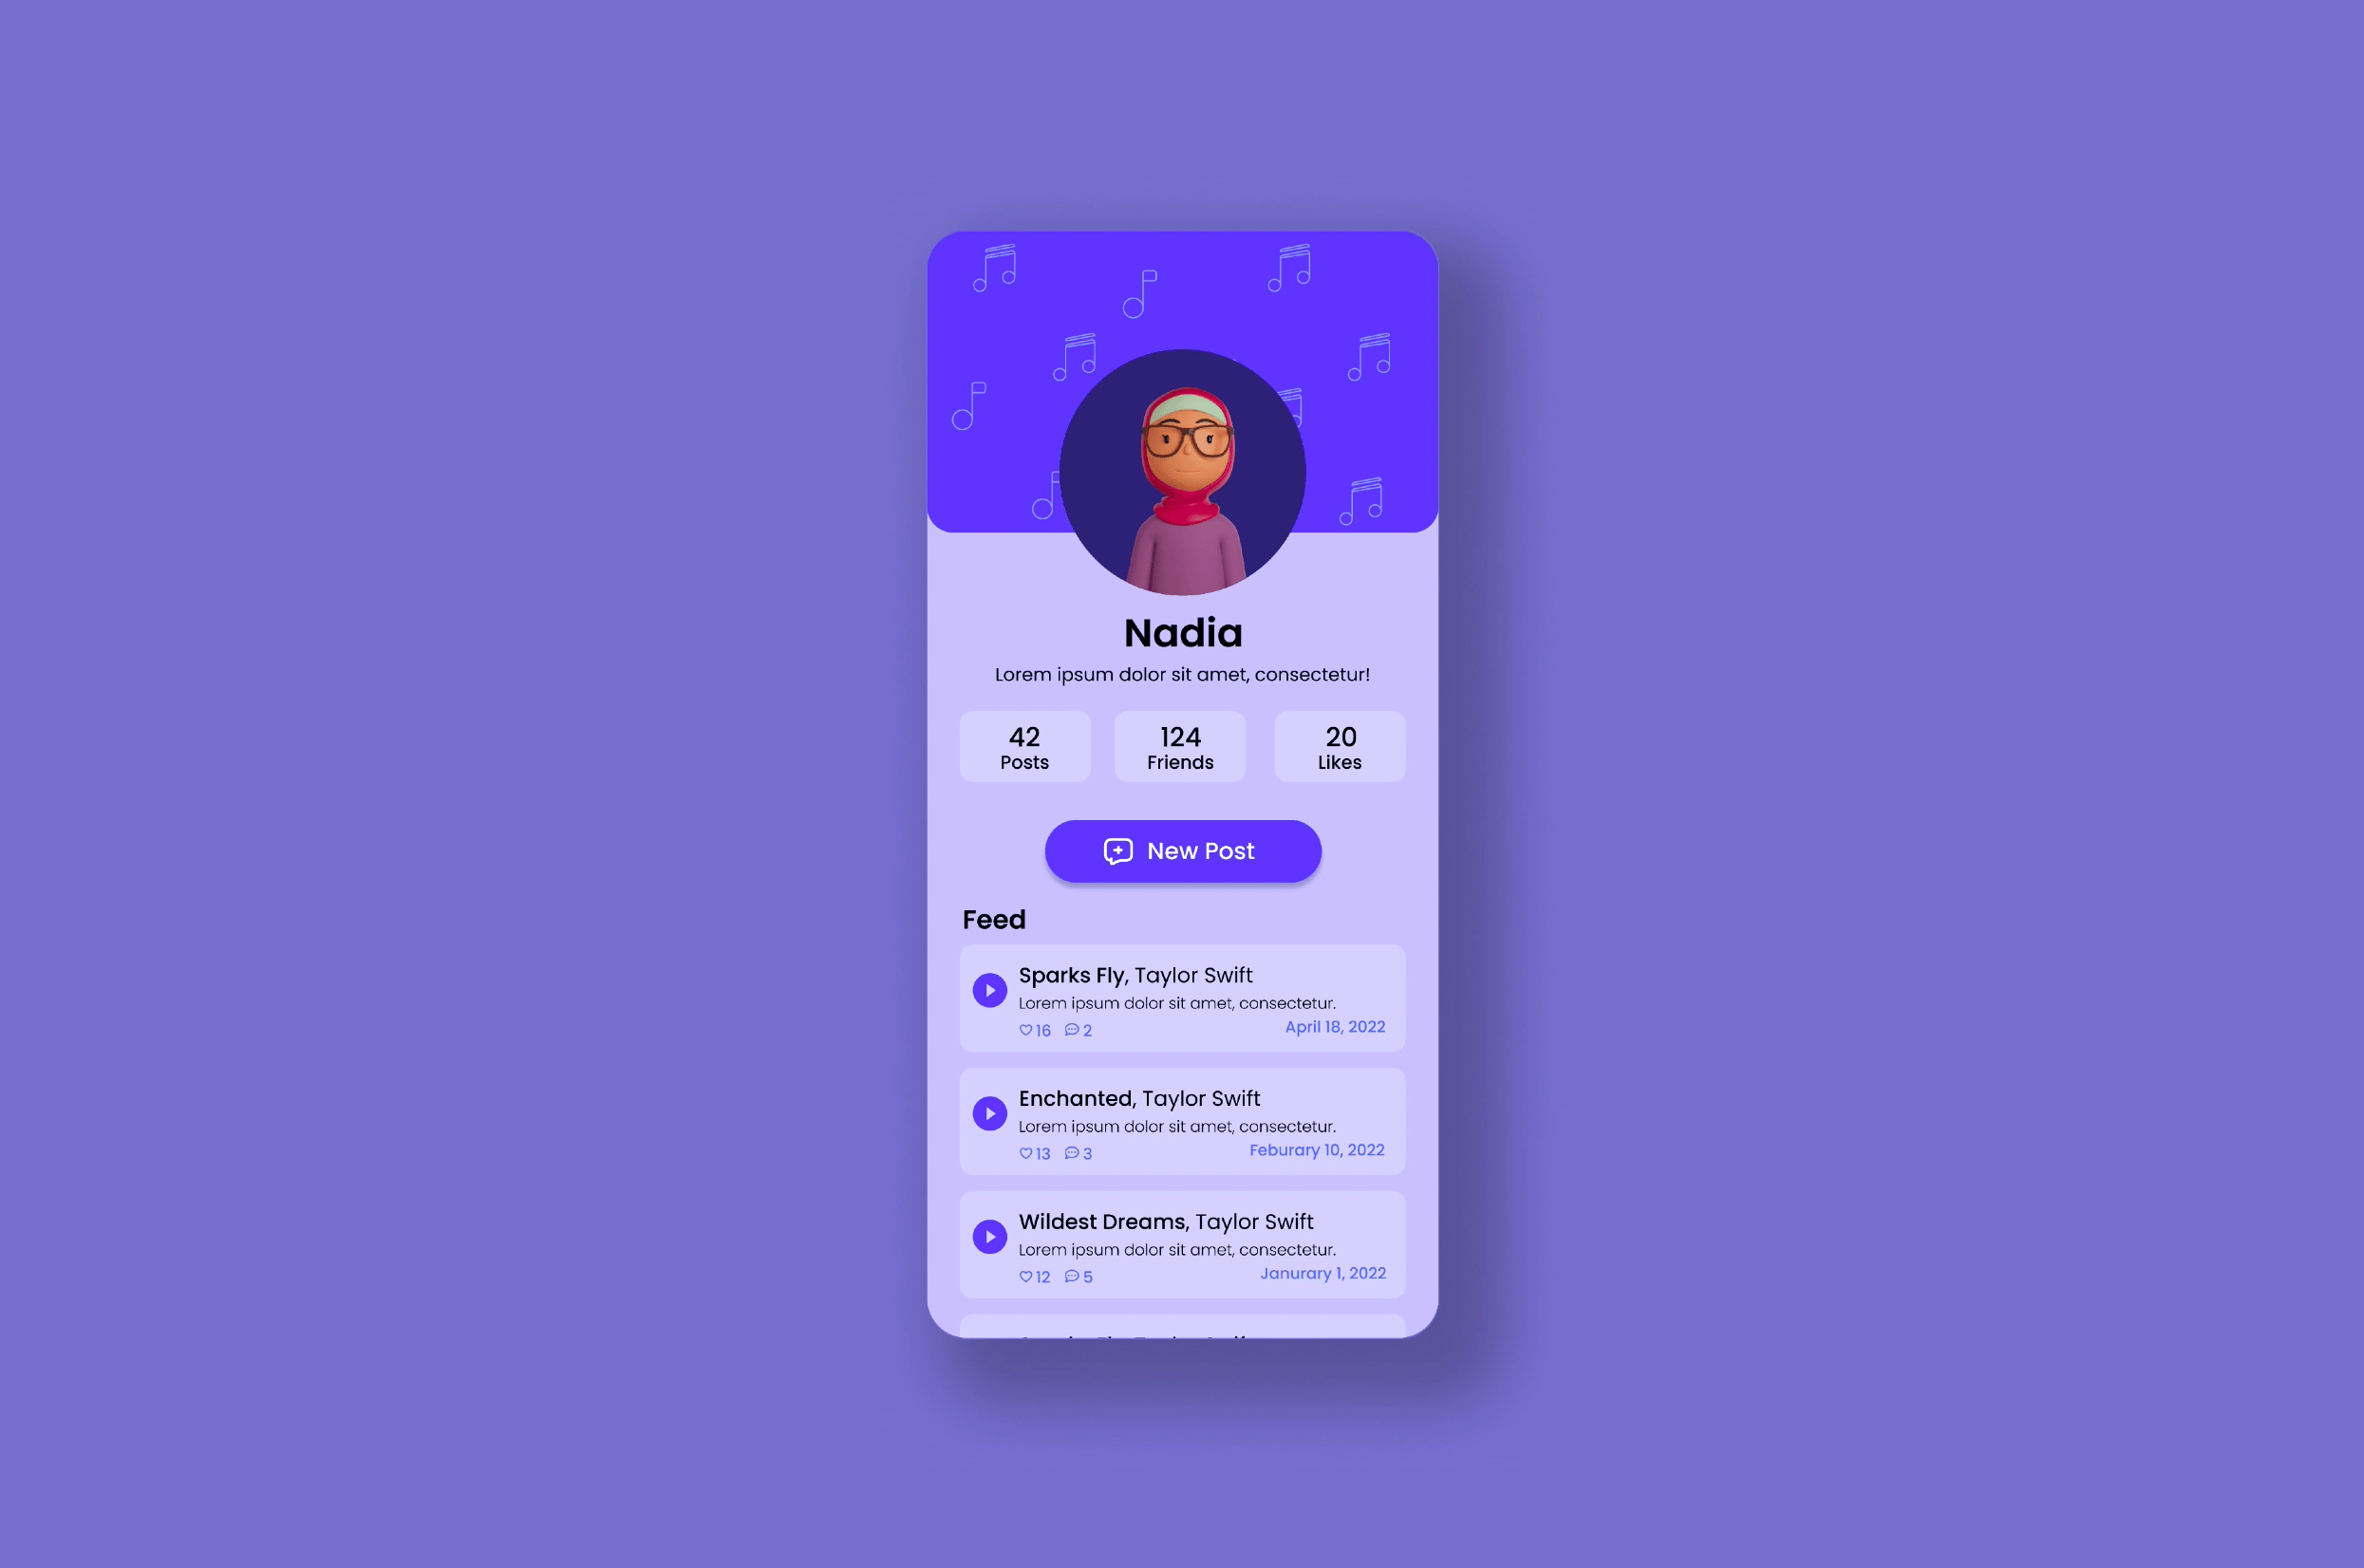 Nadia
Lorem ipsum dolor sit amet, consectetur!
42
Posts
124
Friends
20
Likes
New Post
Feed
Sparks Fly, Taylor Swift
Lorem ipsum dolor sit amet, consectetur.
16 2
April 18, 2022
Enchanted, Taylor Swift
Lorem ipsum dolor sit amet, consectetur.
13 3
Feburary 10, 2022
Wildest Dreams, Taylor Swift
Lorem ipsum dolor sit amet, consectetur.
12 5
Janurary 1, 2022